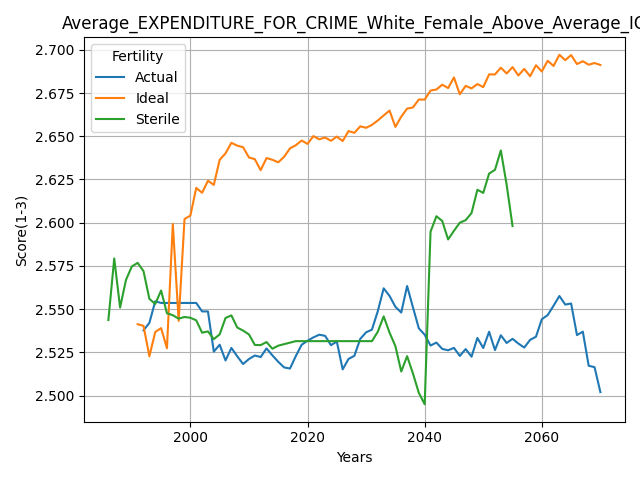 Average_EXPENDITURE_FOR_CRIME_White_Female_Above_Average_IC
Fertility
Actual
Ideal
Sterile
Score(1-3)
2.700
2.675
2.650
2.625
2.600
2.575
2.550
2.525
2.500
2000
2020
2040
2060
Years